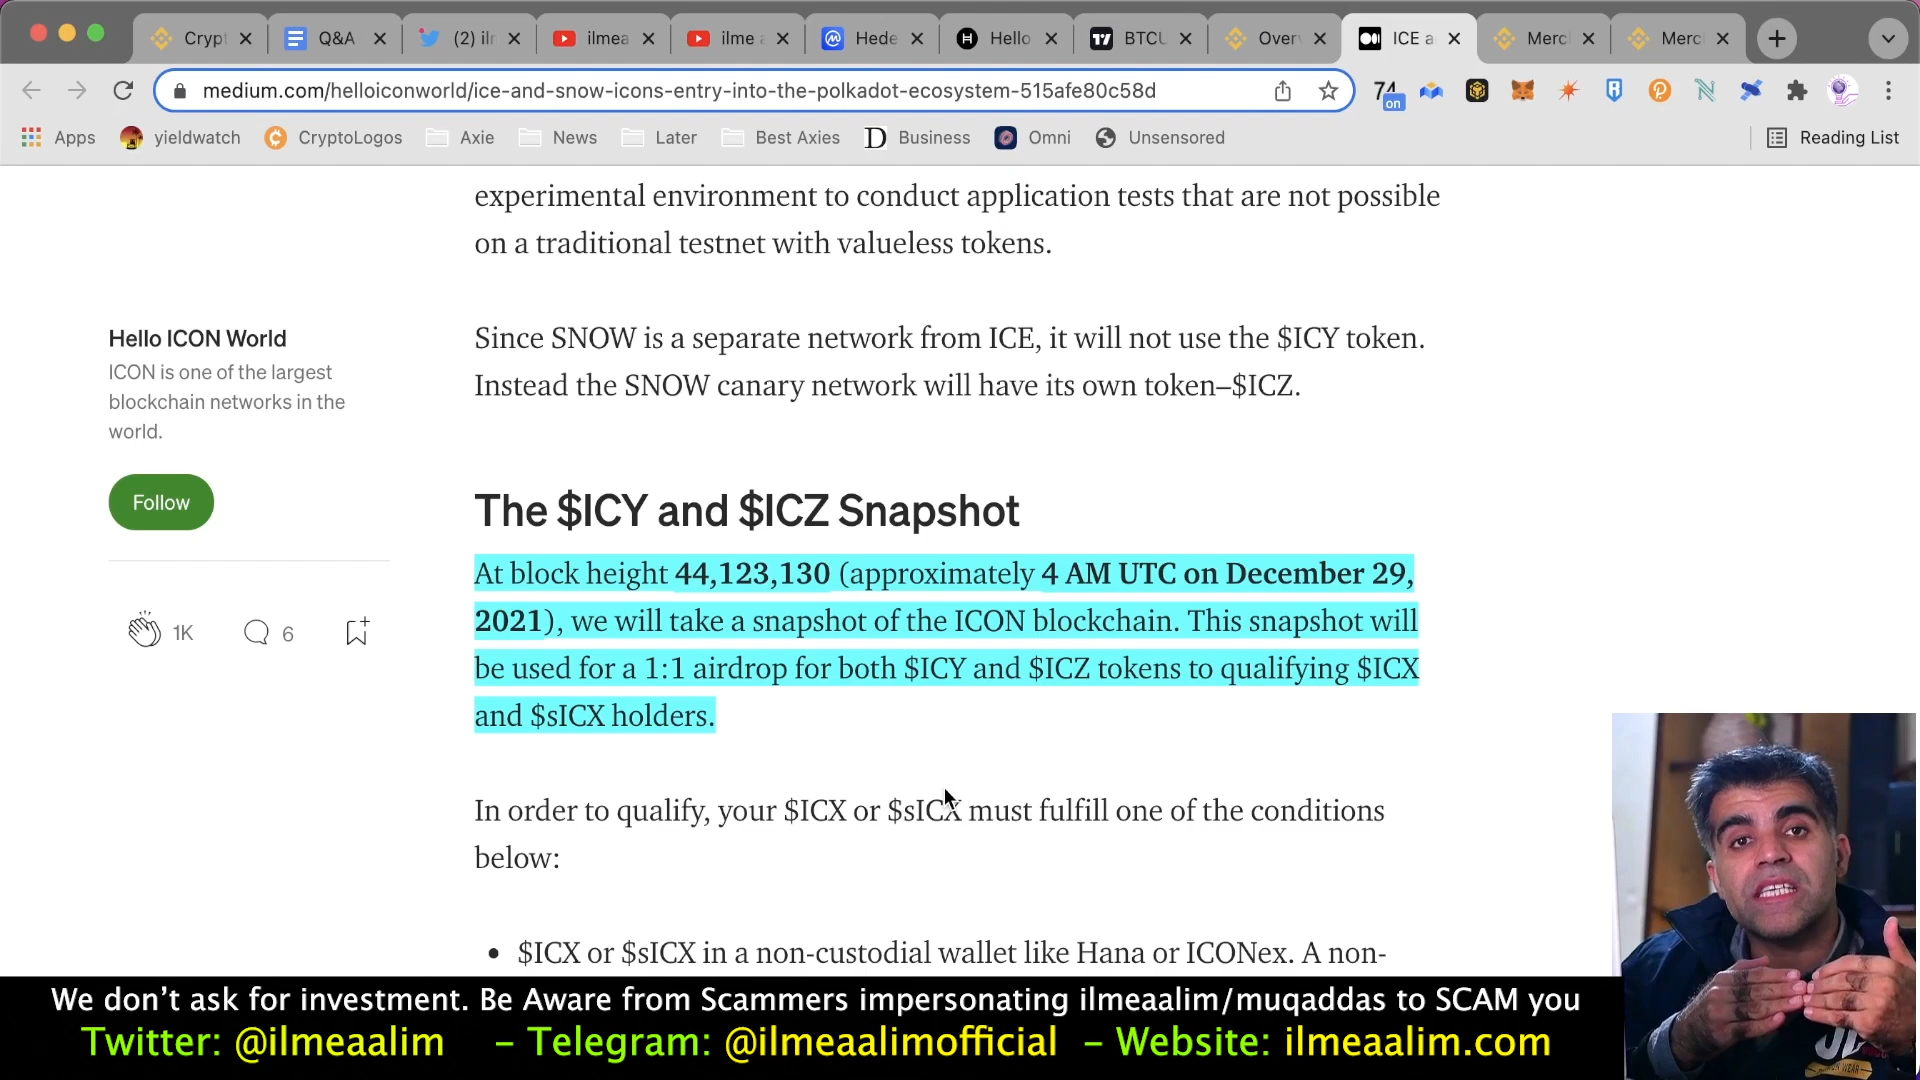 Crypt
Q&A
(2) ilm
ilmea
ilme a
Hede
Hello
BTCU
Over
ICE a
Merc
Merc
medium.com/helloiconworld/ice-and-snow-icons-entry-into-the-polkadot-ecosystem-515afe80c58d
74
on
Apps
yieldwatch
CryptoLogos
Axie
News
Later
Best Axies
Business
Omni
Unsensored
Reading List
experimental environment to conduct application tests that are not possible
on a traditional testnet with valueless tokens.
Since SNOW is a separate network from ICE, it will not use the $ICY token.
Instead the SNOW canary network will have its own token–$ICZ.
Hello ICON World
ICON is one of the largest
blockchain networks in the
world.
Follow
1K
6
The $ICY and $ICZ Snapshot
At block height 44,123,130 (approximately 4 AM UTC on December 29,
2021), we will take a snapshot of the ICON blockchain. This snapshot will
be used for a 1:1 airdrop for both $ICY and $ICZ tokens to qualifying $ICX
and $sICX holders.
In order to qualify, your $ICX or $sICX must fulfill one of the conditions
below:
• $ICX or $sICX in a non-custodial wallet like Hana or ICONex. A non-
We don't ask for investment. Be Aware from Scammers impersonating ilmeaalim/muqaddas to SCAM you
Twitter: @ilmeaalim – Telegram: @ilmeaalimofficial – Website: ilmeaalim.com